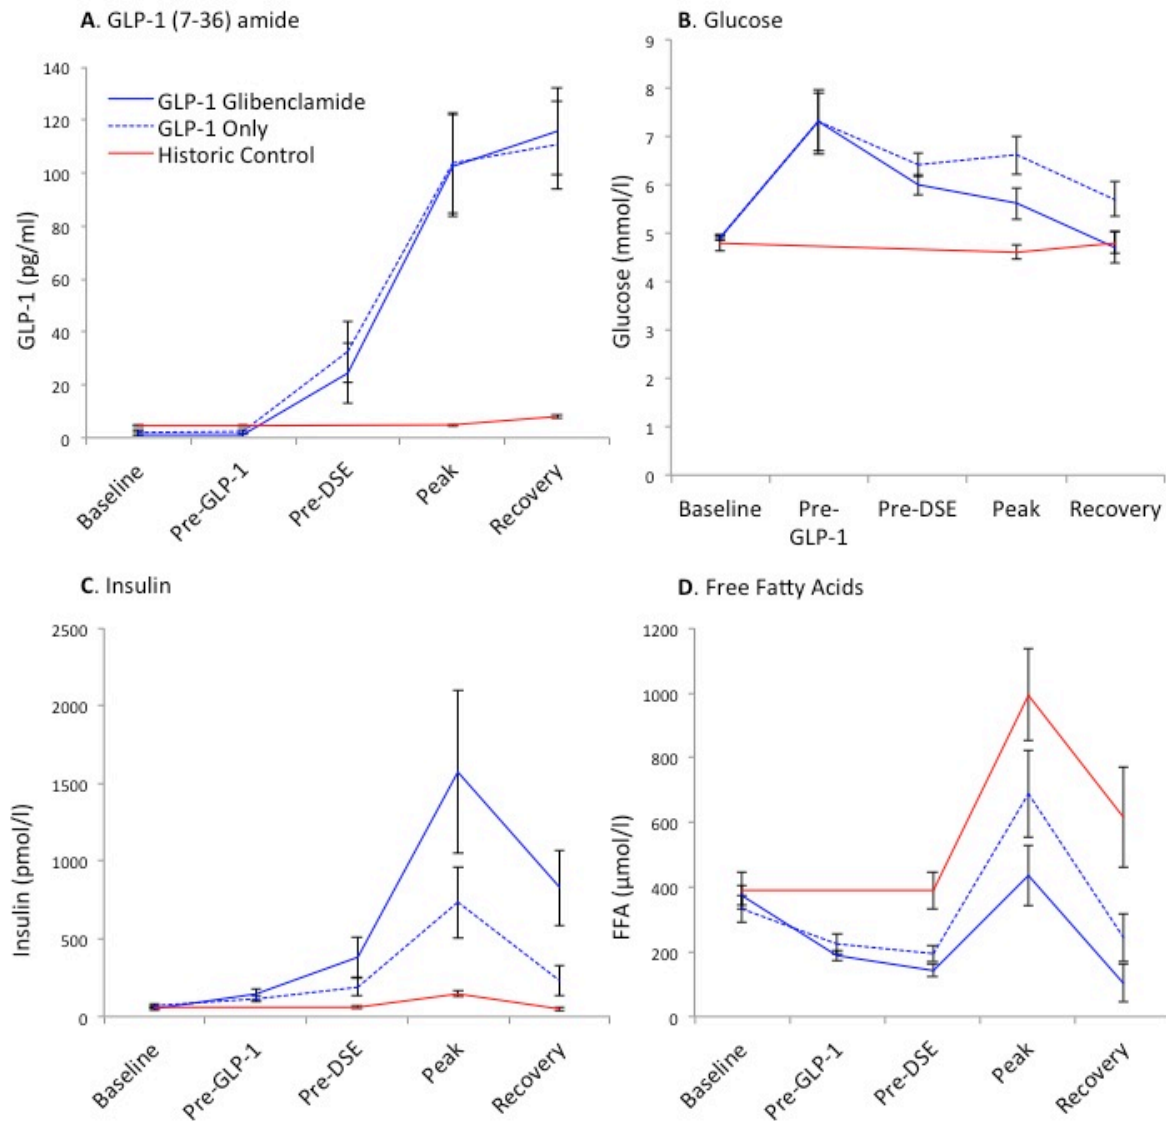 A. GLP-1 (7-36) amide
GLP-1 (pg/ml)
140
120
100
80
60
40
20
0
GLP-1 Glibenclamide
GLP-1 Only
Historic Control
Baseline
Pre-GLP-1
Pre-DSE
Peak
Recovery
B. Glucose
Glucose (mmol/l)
9
8
7
6
5
4
3
2
1
0
Baseline
Pre-
GLP-1
Pre-DSE
Peak
Recovery
C. Insulin
Insulin (pmol/l)
2500
2000
1500
1000
500
0
Baseline
Pre-GLP-1
Pre-DSE
Peak
Recovery
D. Free Fatty Acids
FFA (μmol/l)
1200
1000
800
600
400
200
0
Baseline
Pre-GLP-1
Pre-DSE
Peak
Recovery